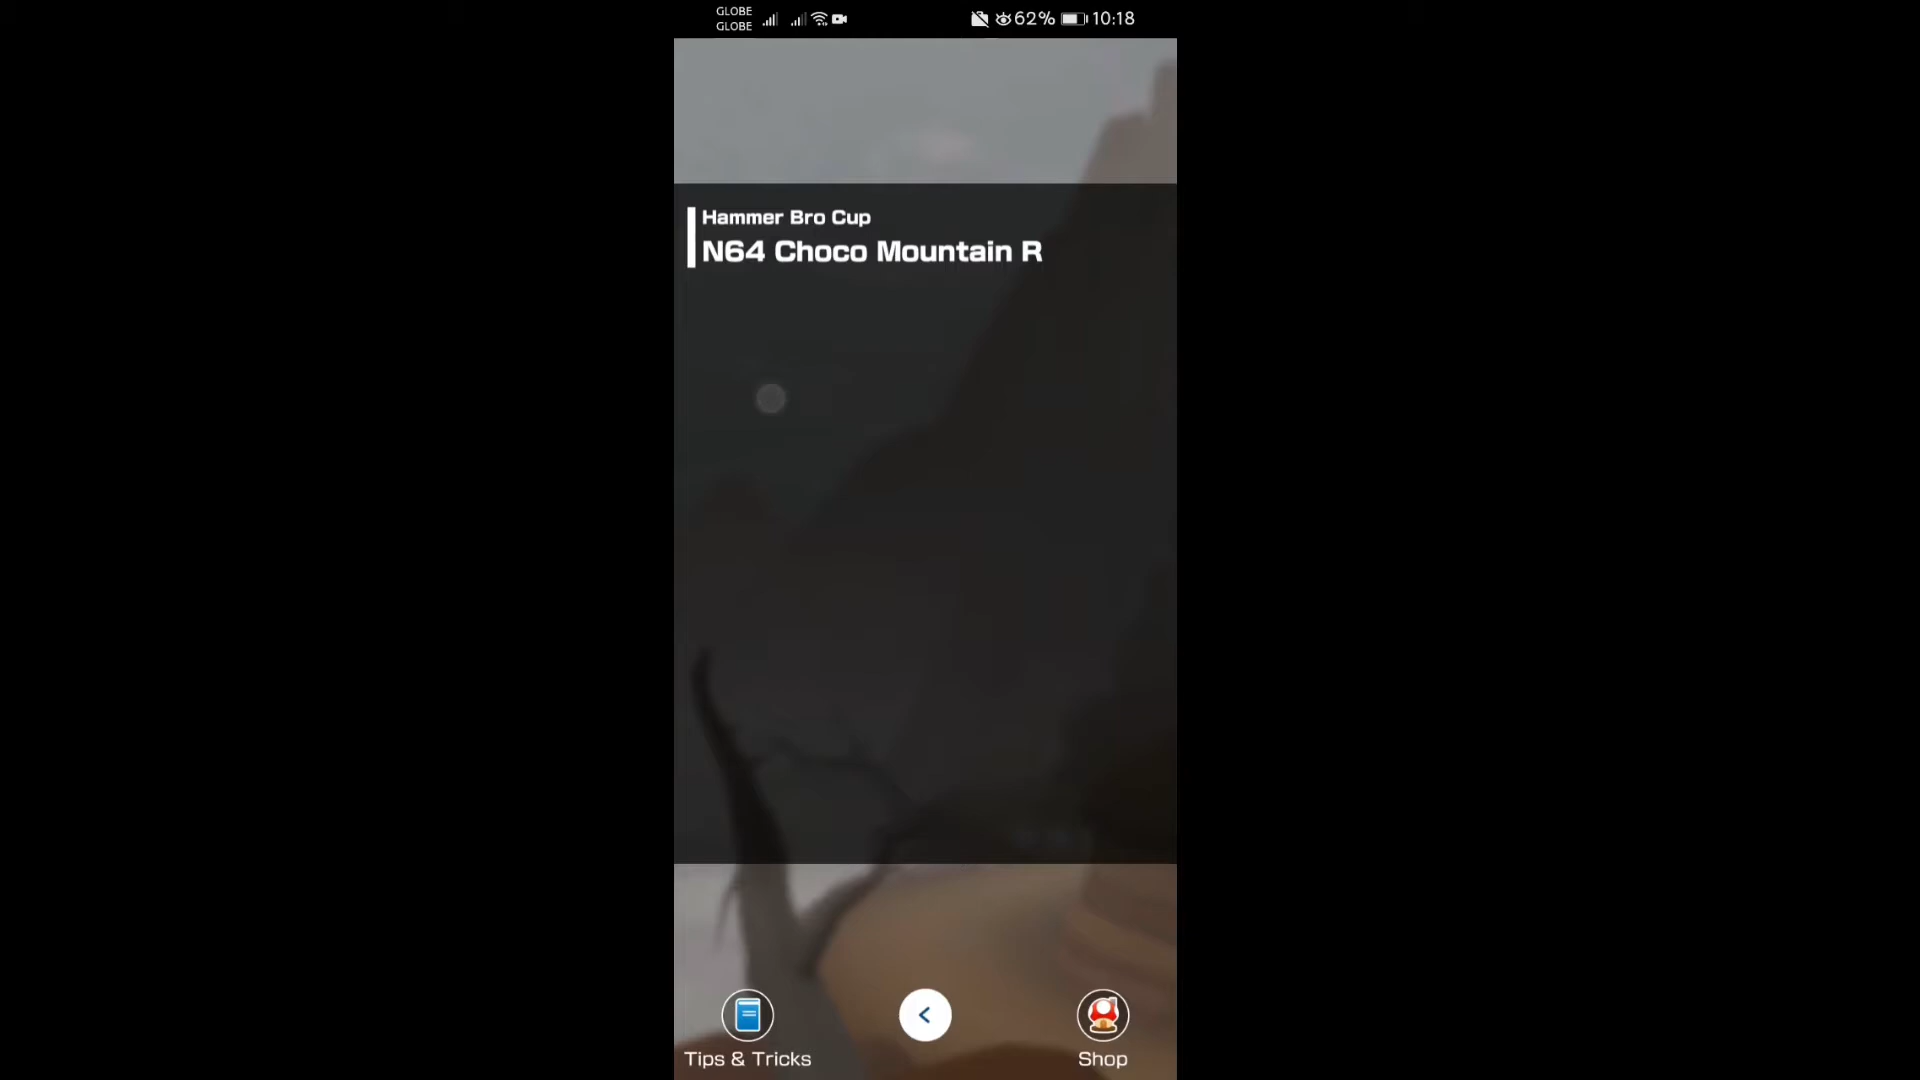 GLOBE
GLOBE
62% 10:18
Hammer Bro Cup
N64 Choco Mountain R
Tips & Tricks
Shop